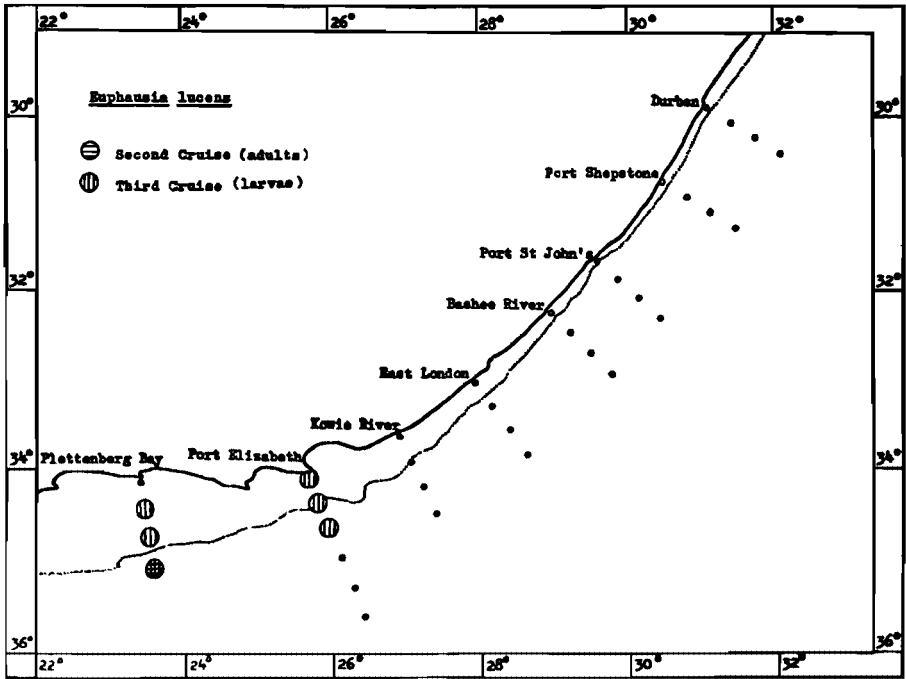 22° 24° 26° 28° 30° 32°
Euphausia lucens
Second Cruise (adults)
Third Cruise (larvae)
30° Durban 30°
Port Shepstone
Port St John's
32° 32°
Bashee River
East London
Kowie River
Plettenberg Bay Port Elizabeth
34° 34°
36° 36°
22° 24° 26° 28° 30° 32°